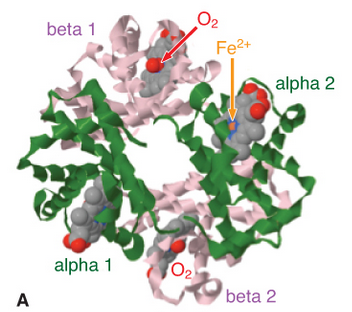 beta 1
O₂
Fe²⁺
alpha 2
alpha 1
O₂
beta 2
A